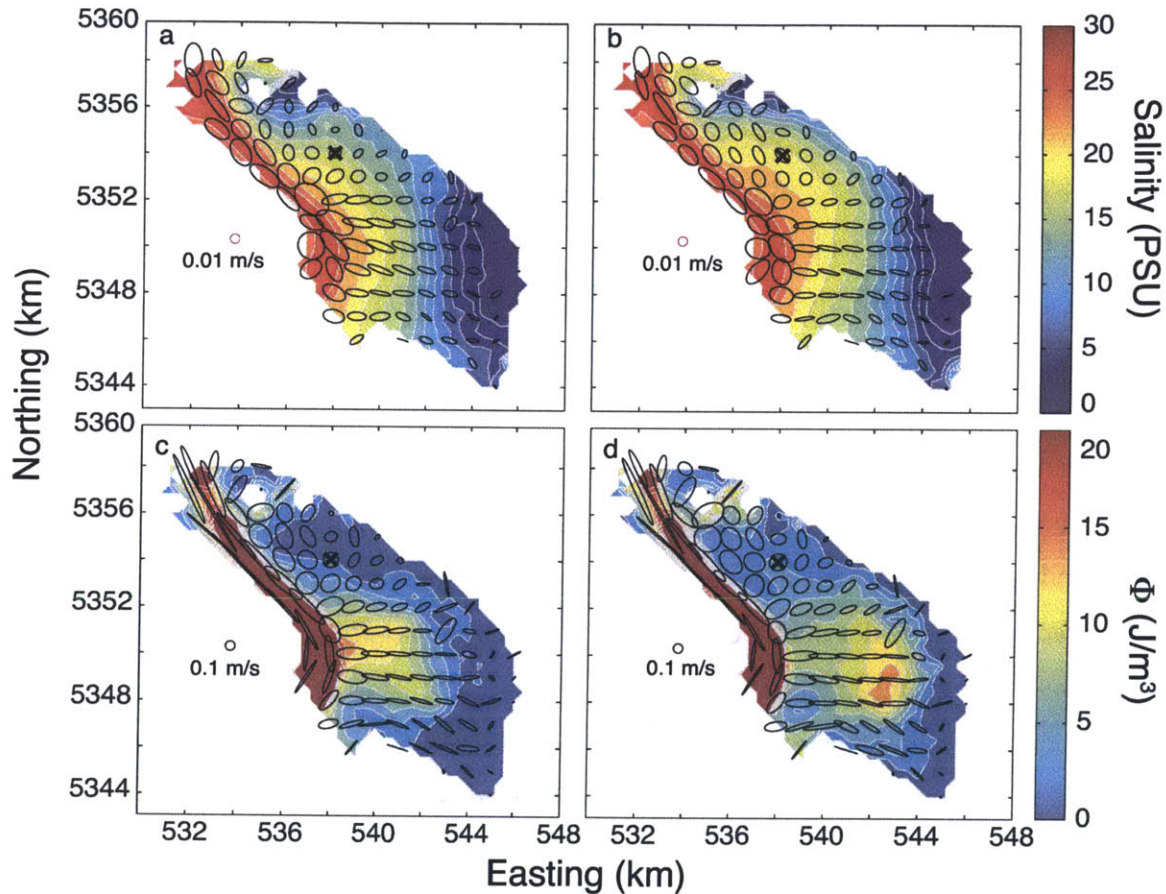 5360
5356
5352
5348
5344
a
0.01 m/s
b
0.01 m/s
30
25
20
15
10
5
0
Salinity (PSU)
Northing (km)
5360
5356
5352
5348
5344
c
0.1 m/s
d
0.1 m/s
20
15
10
5
0
Φ (J/m³)
532 536 540 544 548
532 536 540 544 548
Easting (km)